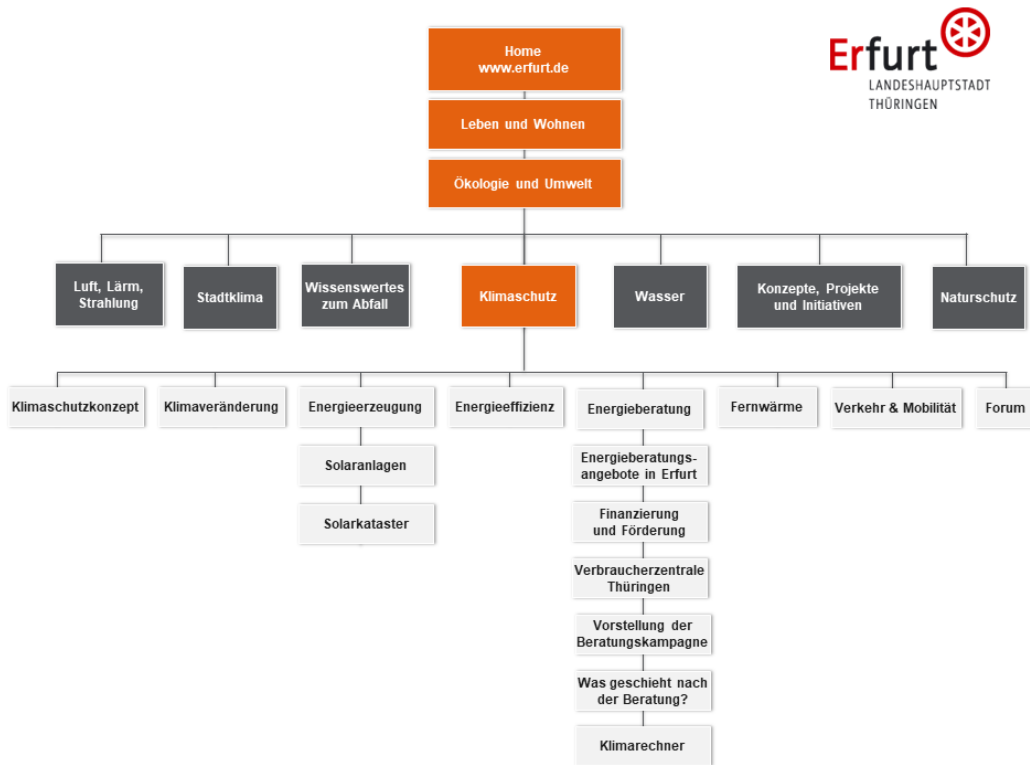 Home
www.erfurt.de
Erfurt
LANDESHAUPTSTADT
THÜRINGEN
Leben und Wohnen
Ökologie und Umwelt
Luft, Lärm,
Strahlung
Stadtklima
Wissenswertes
zum Abfall
Klimaschutz
Wasser
Konzepte, Projekte
und Initiativen
Naturschutz
Klimaschutzkonzept
Klimaveränderung
Energieerzeugung
Energieeffizienz
Energieberatung
Fernwärme
Verkehr & Mobilität
Forum
Solaranlagen
Solarkataster
Energieberatungs-
angebote in Erfurt
Finanzierung
und Förderung
Verbraucherzentrale
Thüringen
Vorstellung der
Beratungskampagne
Was geschieht nach
der Beratung?
Klimarechner